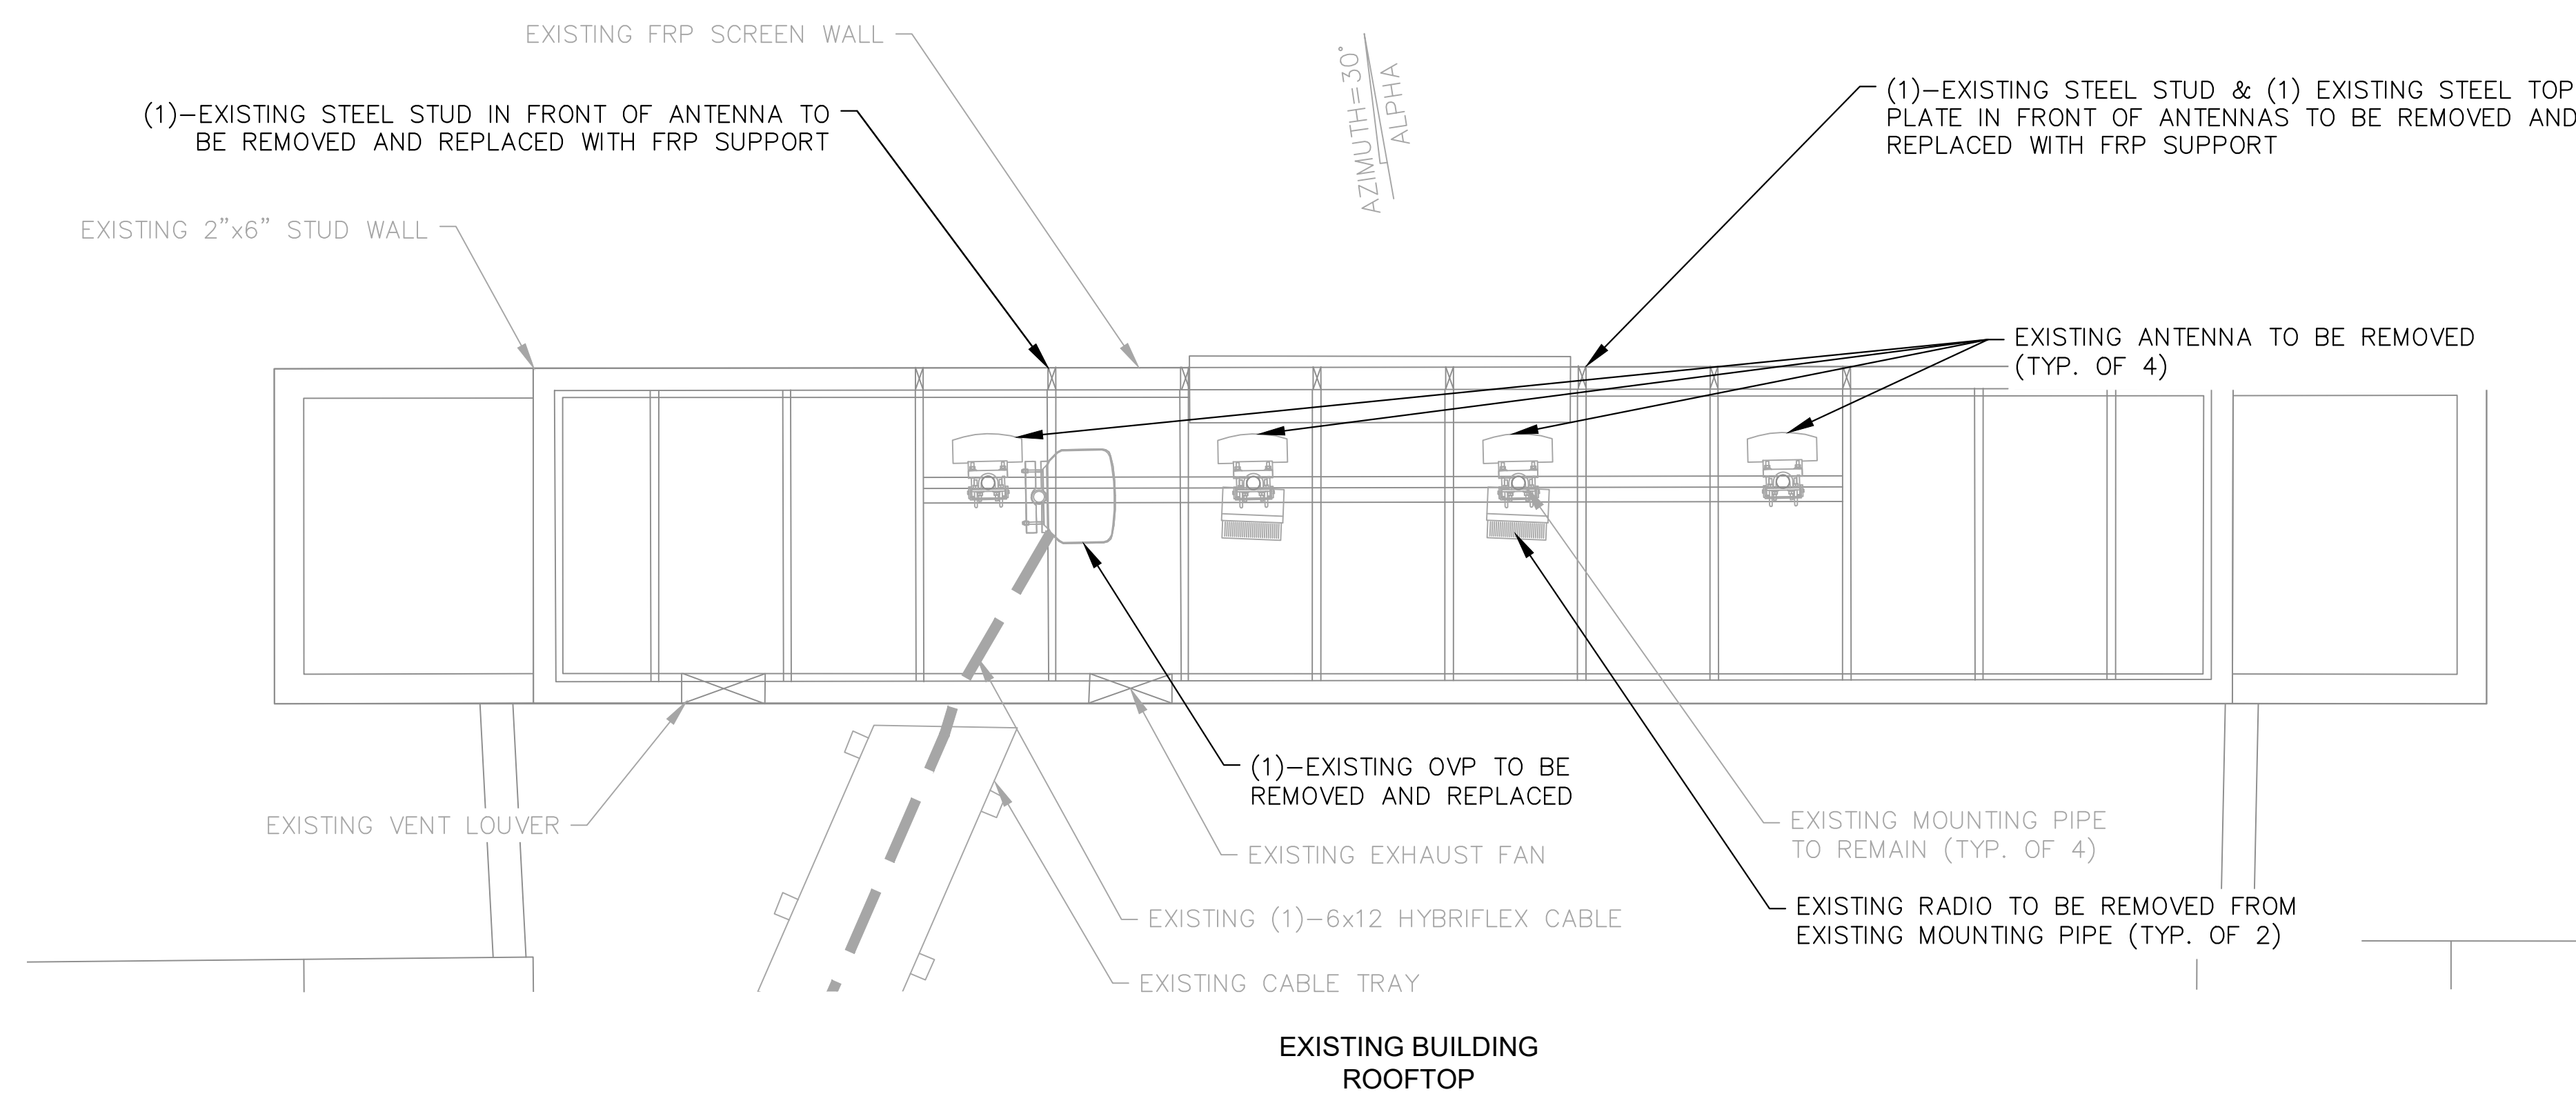 EXISTING FRP SCREEN WALL
(1)-EXISTING STEEL STUD IN FRONT OF ANTENNA TO
BE REMOVED AND REPLACED WITH FRP SUPPORT
EXISTING 2”x6” STUD WALL
AZIMUTH=30°
ALPHA
(1)-EXISTING STEEL STUD & (1) EXISTING STEEL TOP
PLATE IN FRONT OF ANTENNAS TO BE REMOVED AND
REPLACED WITH FRP SUPPORT
EXISTING ANTENNA TO BE REMOVED
(TYP. OF 4)
(1)-EXISTING OVP TO BE
REMOVED AND REPLACED
EXISTING VENT LOUVER
EXISTING EXHAUST FAN
EXISTING MOUNTING PIPE
TO REMAIN (TYP. OF 4)
EXISTING (1)-6x12 HYBRIFLEX CABLE
EXISTING RADIO TO BE REMOVED FROM
EXISTING MOUNTING PIPE (TYP. OF 2)
EXISTING CABLE TRAY
EXISTING BUILDING
ROOFTOP